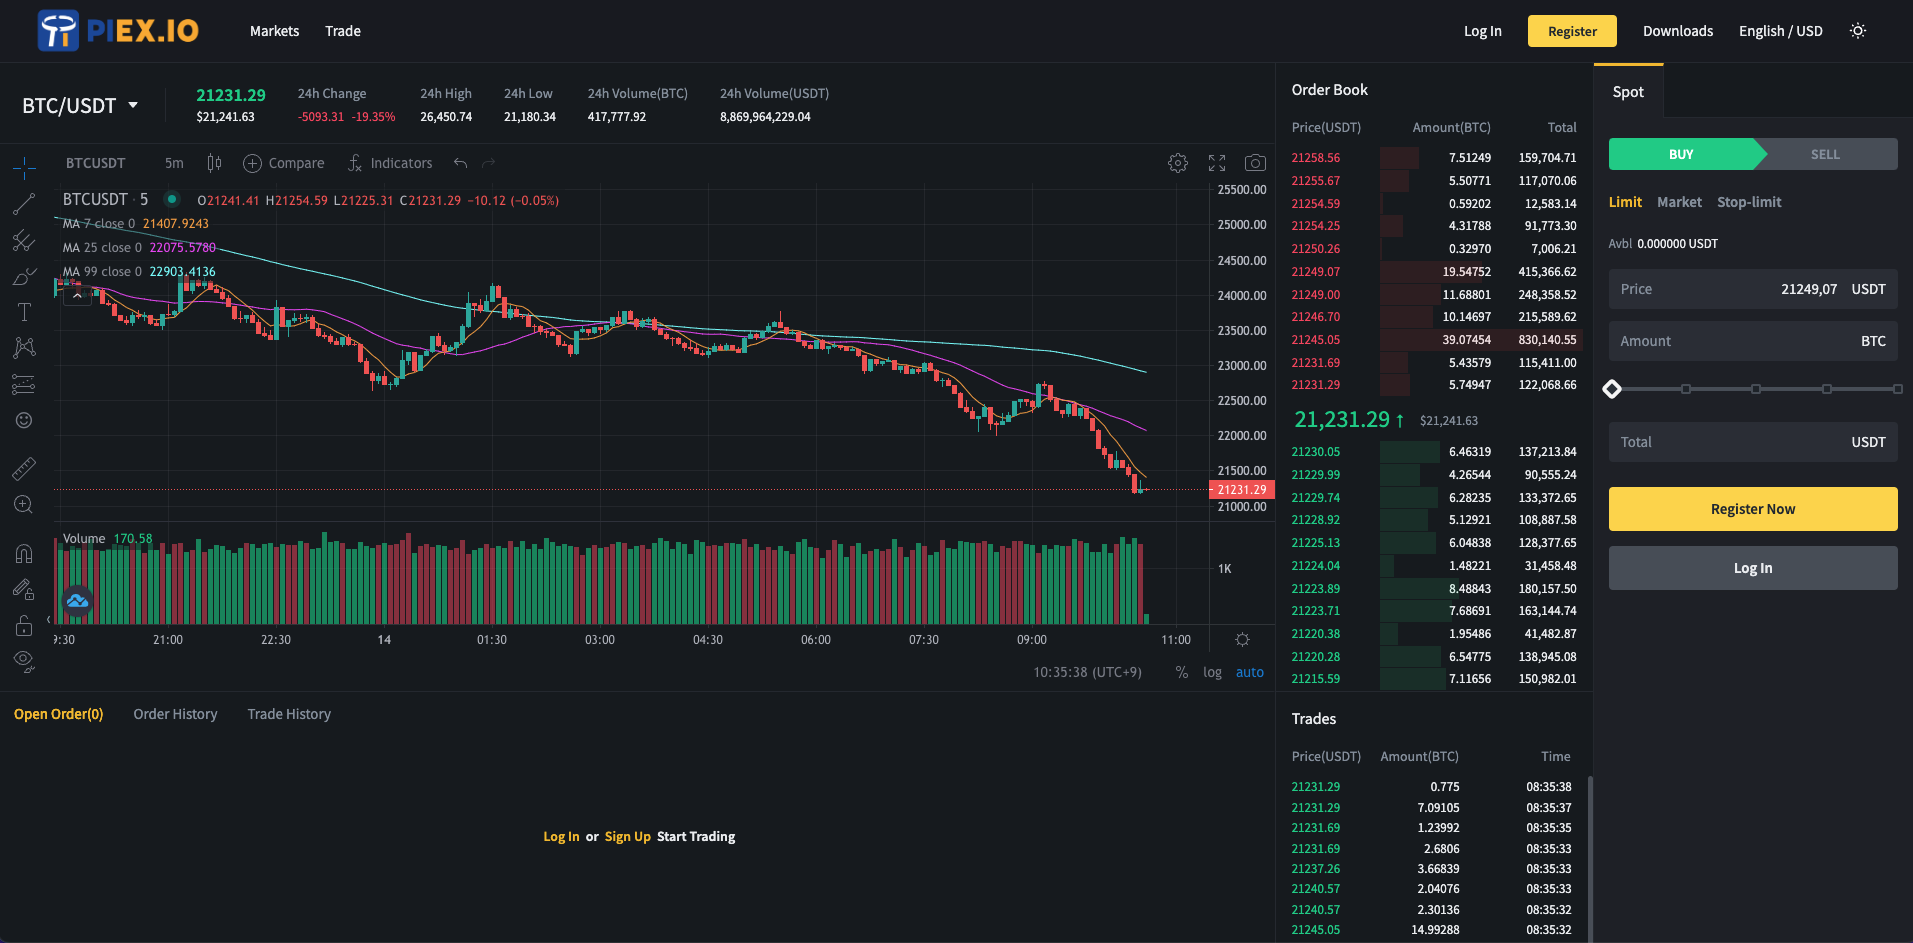 PIEX.IO Markets Trade Log In Register Downloads English / USD
BTC/USDT
21231.29
$21,241.63
24h Change
-5093.31 -19.35%
24h High
26,450.74
24h Low
21,180.34
24h Volume(BTC)
417,777.92
24h Volume(USDT)
8,869,964,229.04
BTCUSDT 5m Compare Indicators
BTCUSDT · 5 O21241.41 H21254.59 L21225.31 C21231.29 −10.12 (−0.05%)
MA 7 close 0 21407.9243
MA 25 close 0 22075.5780
MA 99 close 0 22903.4136
25500.00
25000.00
24500.00
24000.00
23500.00
23000.00
22500.00
22000.00
21500.00
21231.29
21000.00
Volume 170.58
1K
9:30 21:00 22:30 14 01:30 03:00 04:30 06:00 07:30 09:00 11:00
10:35:38 (UTC+9) % log auto
Open Order(0) Order History Trade History
Log In or Sign Up Start Trading
Order Book
Price(USDT) Amount(BTC) Total
21258.56 7.51249 159,704.71
21255.67 5.50771 117,070.06
21254.59 0.59202 12,583.14
21254.25 4.31788 91,773.30
21250.26 0.32970 7,006.21
21249.07 19.54752 415,366.62
21249.00 11.68801 248,358.52
21246.70 10.14697 215,589.62
21245.05 39.07454 830,140.55
21231.69 5.43579 115,411.00
21231.29 5.74947 122,068.66
21,231.29 ↑ $21,241.63
21230.05 6.46319 137,213.84
21229.99 4.26544 90,555.24
21229.74 6.28235 133,372.65
21228.92 5.12921 108,887.58
21225.13 6.04838 128,377.65
21224.04 1.48221 31,458.48
21223.89 8.48843 180,157.50
21223.71 7.68691 163,144.74
21220.38 1.95486 41,482.87
21220.28 6.54775 138,945.08
21215.59 7.11656 150,982.01
Trades
Price(USDT) Amount(BTC) Time
21231.29 0.775 08:35:38
21231.29 7.09105 08:35:37
21231.69 1.23992 08:35:35
21231.69 2.6806 08:35:33
21237.26 3.66839 08:35:33
21240.57 2.04076 08:35:33
21240.57 2.30136 08:35:32
21245.05 14.99288 08:35:32
Spot
BUY SELL
Limit Market Stop-limit
Avbl 0.000000 USDT
Price 21249,07 USDT
Amount BTC
Total USDT
Register Now
Log In